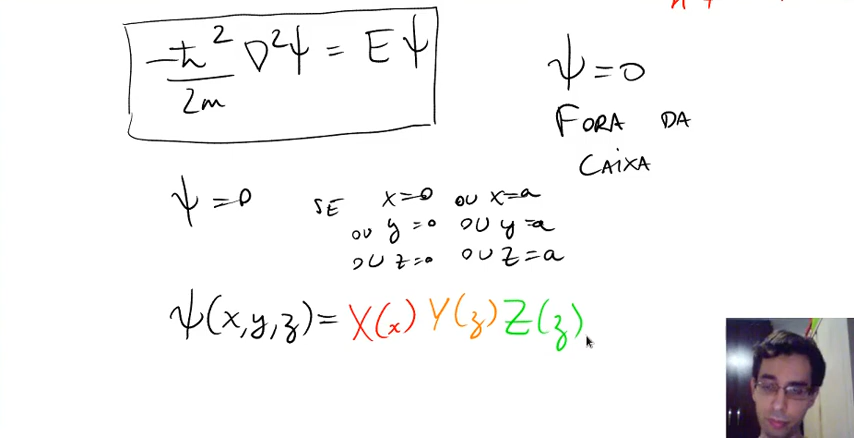 -ħ²/2m ∇²ψ = Eψ
ψ=0
FORA DA
CAIXA
ψ=0 SE x=0 OU x=a
OU y=0 OU y=a
OU z=0 OU z=a
ψ(x,y,z)= X(x) Y(z) Z(z)